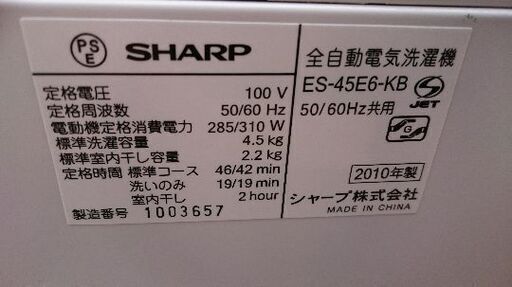 PS
E
SHARP
定格電圧 100 V
定格周波数 50/60 Hz
電動機定格消費電力 285/310 W
標準洗濯容量 4.5 kg
標準室内干し容量 2.2 kg
定格時間 標準コース 46/42 min
洗いのみ 19/19 min
室内干し 2 hour
製造番号 1003657
全自動電気洗濯機
ES-45E6-KB
50/60Hz共用
JET
G
2010年製
シャープ株式会社
MADE IN CHINA